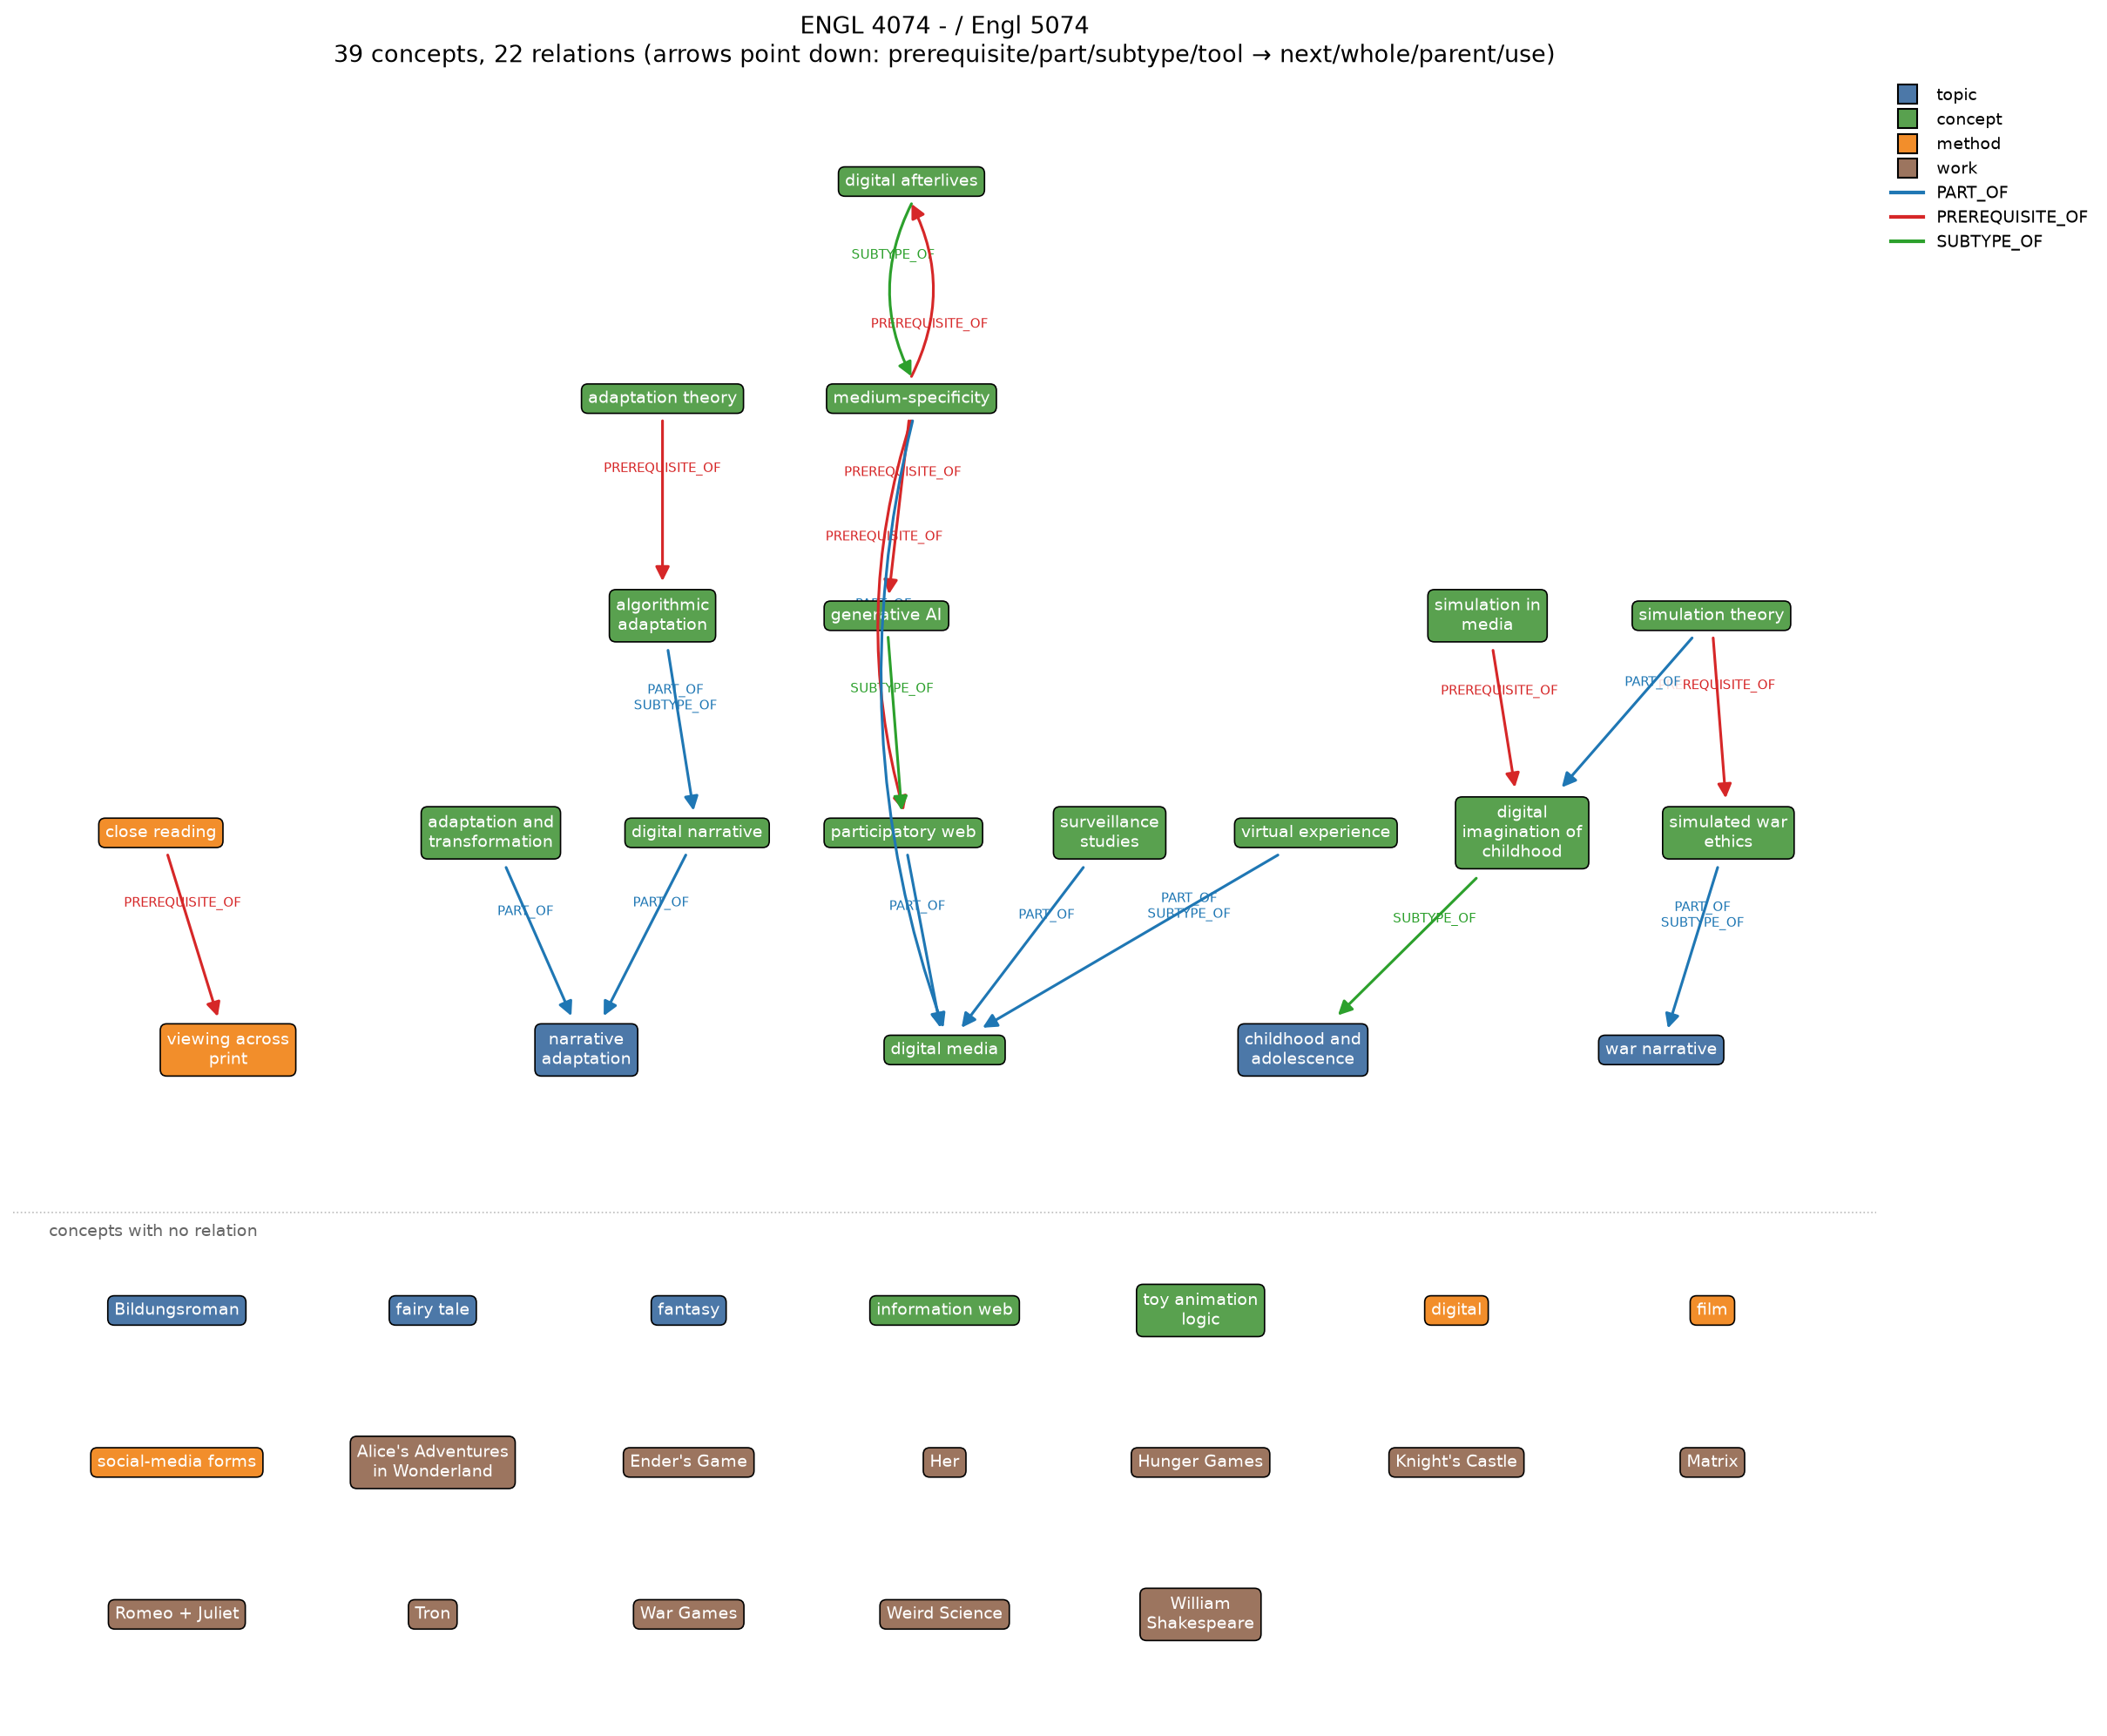 ENGL 4074 - / Engl 5074
39 concepts, 22 relations (arrows point down: prerequisite/part/subtype/tool → next/whole/parent/use)
topic
concept
method
work
PART_OF
PREREQUISITE_OF
SUBTYPE_OF
digital afterlives
SUBTYPE_OF
PREREQUISITE_OF
adaptation theory
medium-specificity
PREREQUISITE_OF
PREREQUISITE_OF
PREREQUISITE_OF
PART_OF
algorithmic
adaptation
generative AI
simulation in
media
simulation theory
PART_OF
SUBTYPE_OF
SUBTYPE_OF
PREREQUISITE_OF
PART_OF
PREREQUISITE_OF
close reading
adaptation and
transformation
digital narrative
participatory web
surveillance
studies
virtual experience
digital
imagination of
childhood
simulated war
ethics
PREREQUISITE_OF
PART_OF
PART_OF
PART_OF
PART_OF
PART_OF
SUBTYPE_OF
SUBTYPE_OF
PART_OF
SUBTYPE_OF
viewing across
print
narrative
adaptation
digital media
childhood and
adolescence
war narrative
concepts with no relation
Bildungsroman
fairy tale
fantasy
information web
toy animation
logic
digital
film
social-media forms
Alice's Adventures
in Wonderland
Ender's Game
Her
Hunger Games
Knight's Castle
Matrix
Romeo + Juliet
Tron
War Games
Weird Science
William
Shakespeare